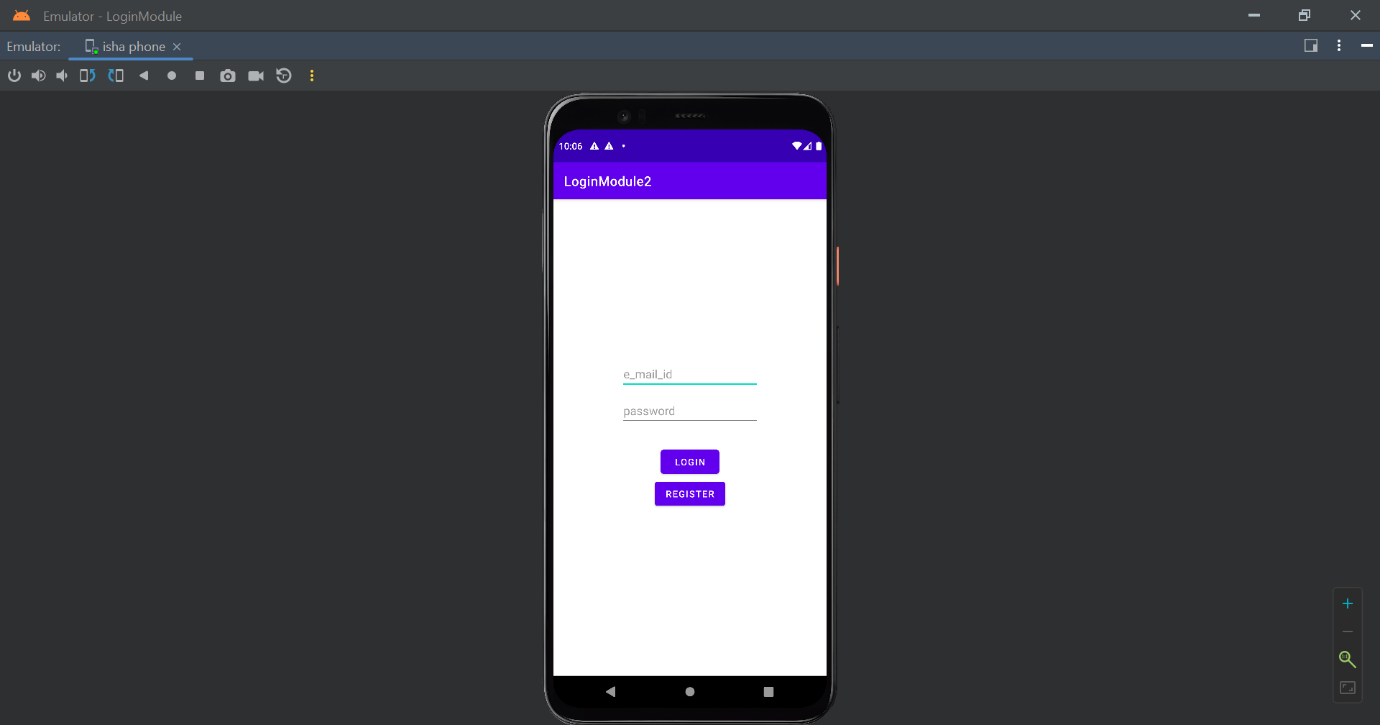 Emulator - LoginModule
Emulator:
isha phone
10:06
LoginModule2
e_mail_id
password
LOGIN
REGISTER